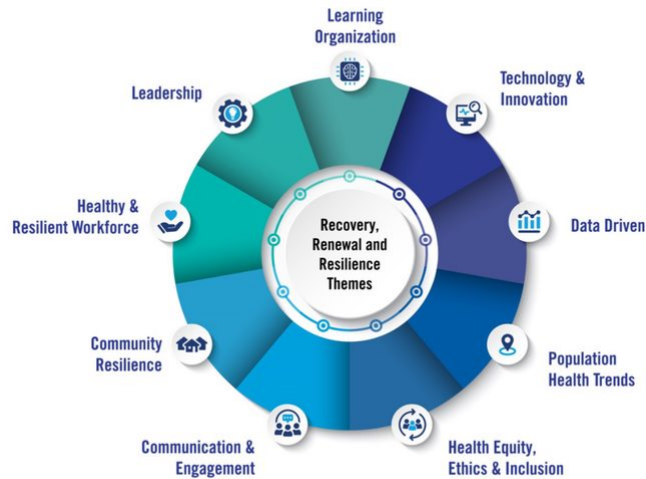 Learning
Organization
Technology &
Innovation
Data Driven
Population
Health Trends
Health Equity,
Ethics & Inclusion
Communication &
Engagement
Community
Resilience
Healthy &
Resilient Workforce
Leadership
Recovery,
Renewal and
Resilience
Themes